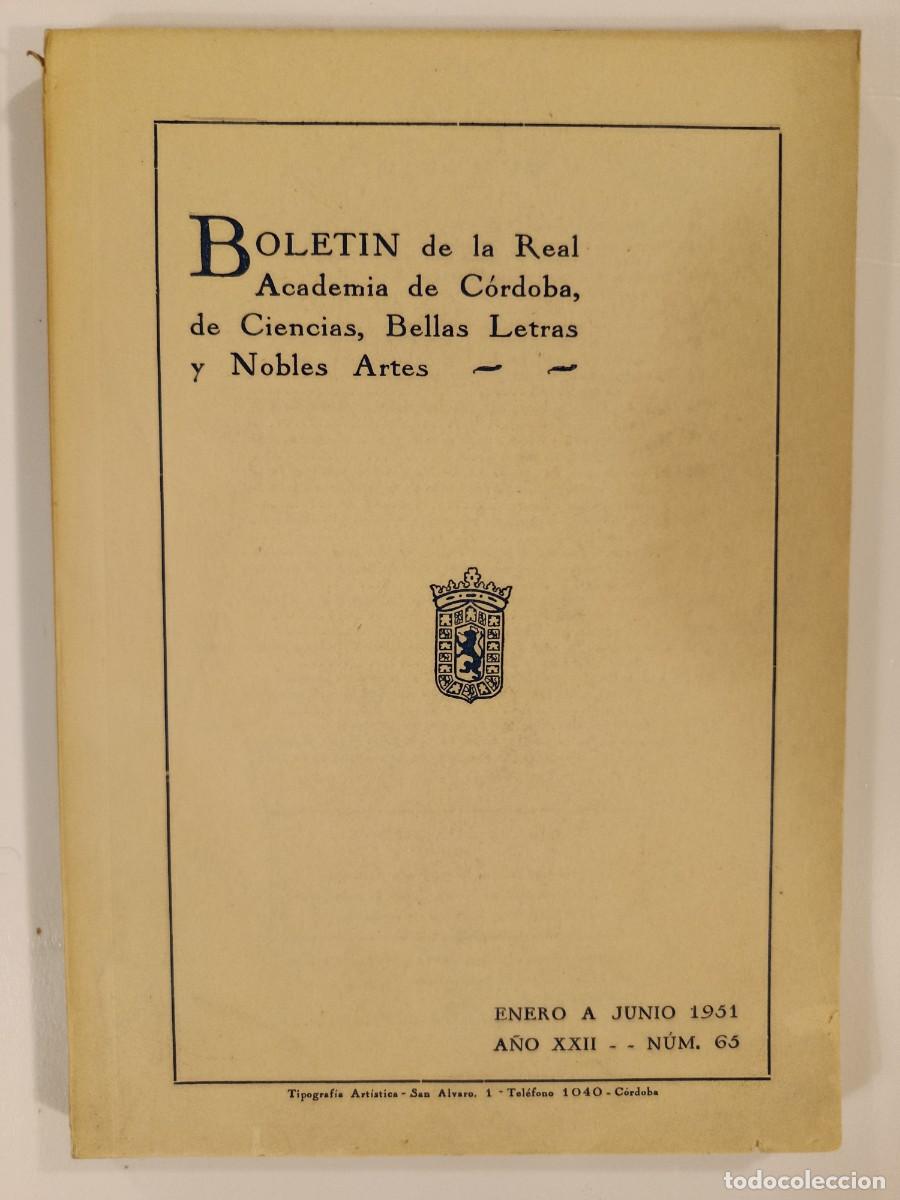 BOLETIN de la Real
Academia de Córdoba,
de Ciencias, Bellas Letras
y Nobles Artes
ENERO A JUNIO 1951
AÑO XXII - - NÚM. 65
Tipografía Artística - San Alvaro, 1 - Teléfono 1040 - Córdoba
todocoleccion